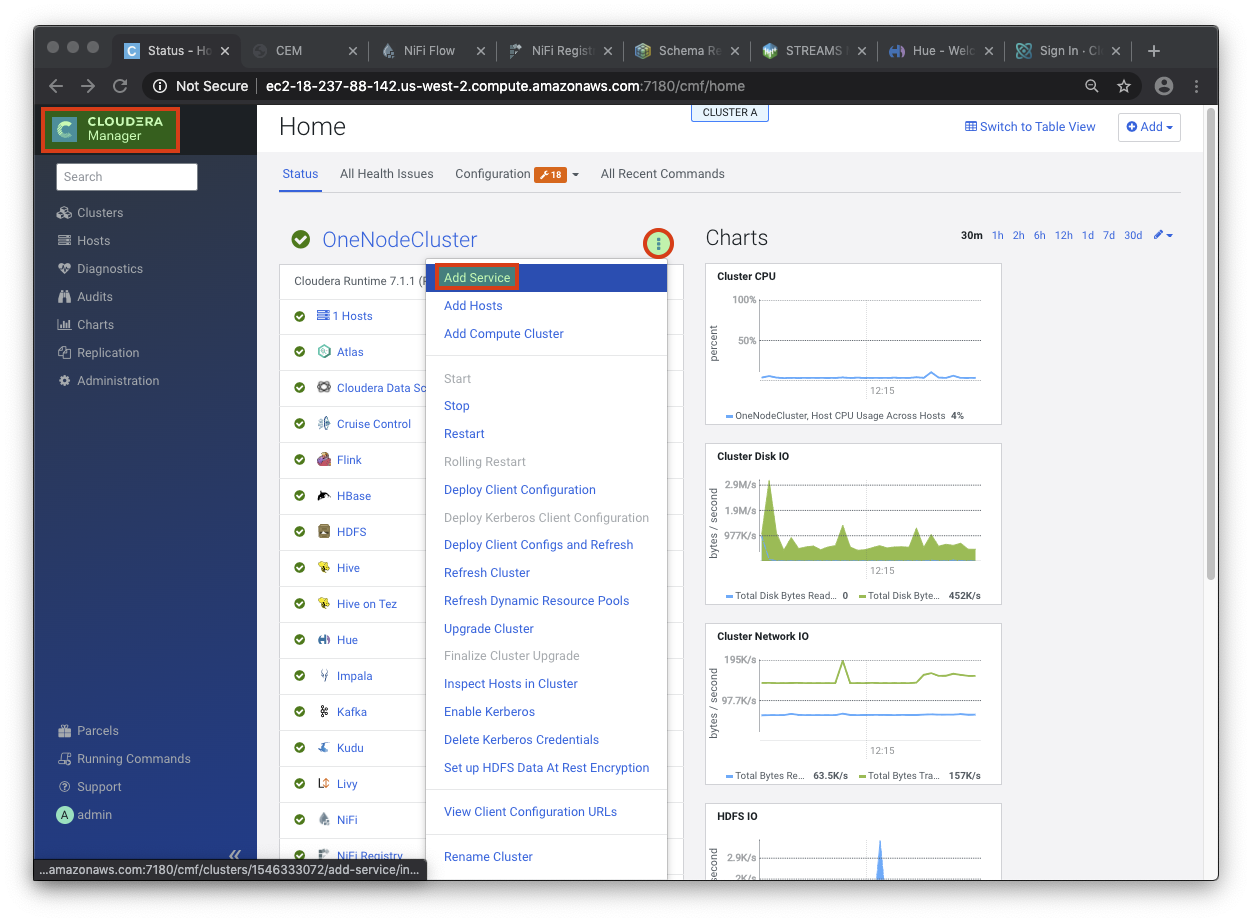 Status - Ho
CEM
NiFi Flow
NiFi Regist
Schema Re
STREAMS
Hue - Welc
Sign In · Cl
Not Secure
ec2-18-237-88-142.us-west-2.compute.amazonaws.com:7180/cmf/home
CLOUDERA
Manager
Search
Clusters
Hosts
Diagnostics
Audits
Charts
Replication
Administration
Parcels
Running Commands
Support
A admin
Home
CLUSTER A
Switch to Table View
Add
Status
All Health Issues
Configuration 18
All Recent Commands
OneNodeCluster
Cloudera Runtime 7.1.1
1 Hosts
Atlas
Cloudera Data Sc
Cruise Control
Flink
HBase
HDFS
Hive
Hive on Tez
Hue
Impala
Kafka
Kudu
Livy
NiFi
NiFi Registry
Add Service
Add Hosts
Add Compute Cluster
Start
Stop
Restart
Rolling Restart
Deploy Client Configuration
Deploy Kerberos Client Configuration
Deploy Client Configs and Refresh
Refresh Cluster
Refresh Dynamic Resource Pools
Upgrade Cluster
Finalize Cluster Upgrade
Inspect Hosts in Cluster
Enable Kerberos
Delete Kerberos Credentials
Set up HDFS Data At Rest Encryption
View Client Configuration URLs
Rename Cluster
Charts
30m 1h 2h 6h 12h 1d 7d 30d
Cluster CPU
percent
100%
50%
12:15
OneNodeCluster, Host CPU Usage Across Hosts 4%
Cluster Disk IO
bytes / second
2.9M/s
1.9M/s
977K/s
12:15
Total Disk Bytes Read... 0 Total Disk Byte... 452K/s
Cluster Network IO
bytes / second
195K/s
97.7K/s
12:15
Total Bytes Re... 63.5K/s Total Bytes Tra... 157K/s
HDFS IO
second
2.9K/s
2K/s
...amazonaws.com:7180/cmf/clusters/1546333072/add-service/in...